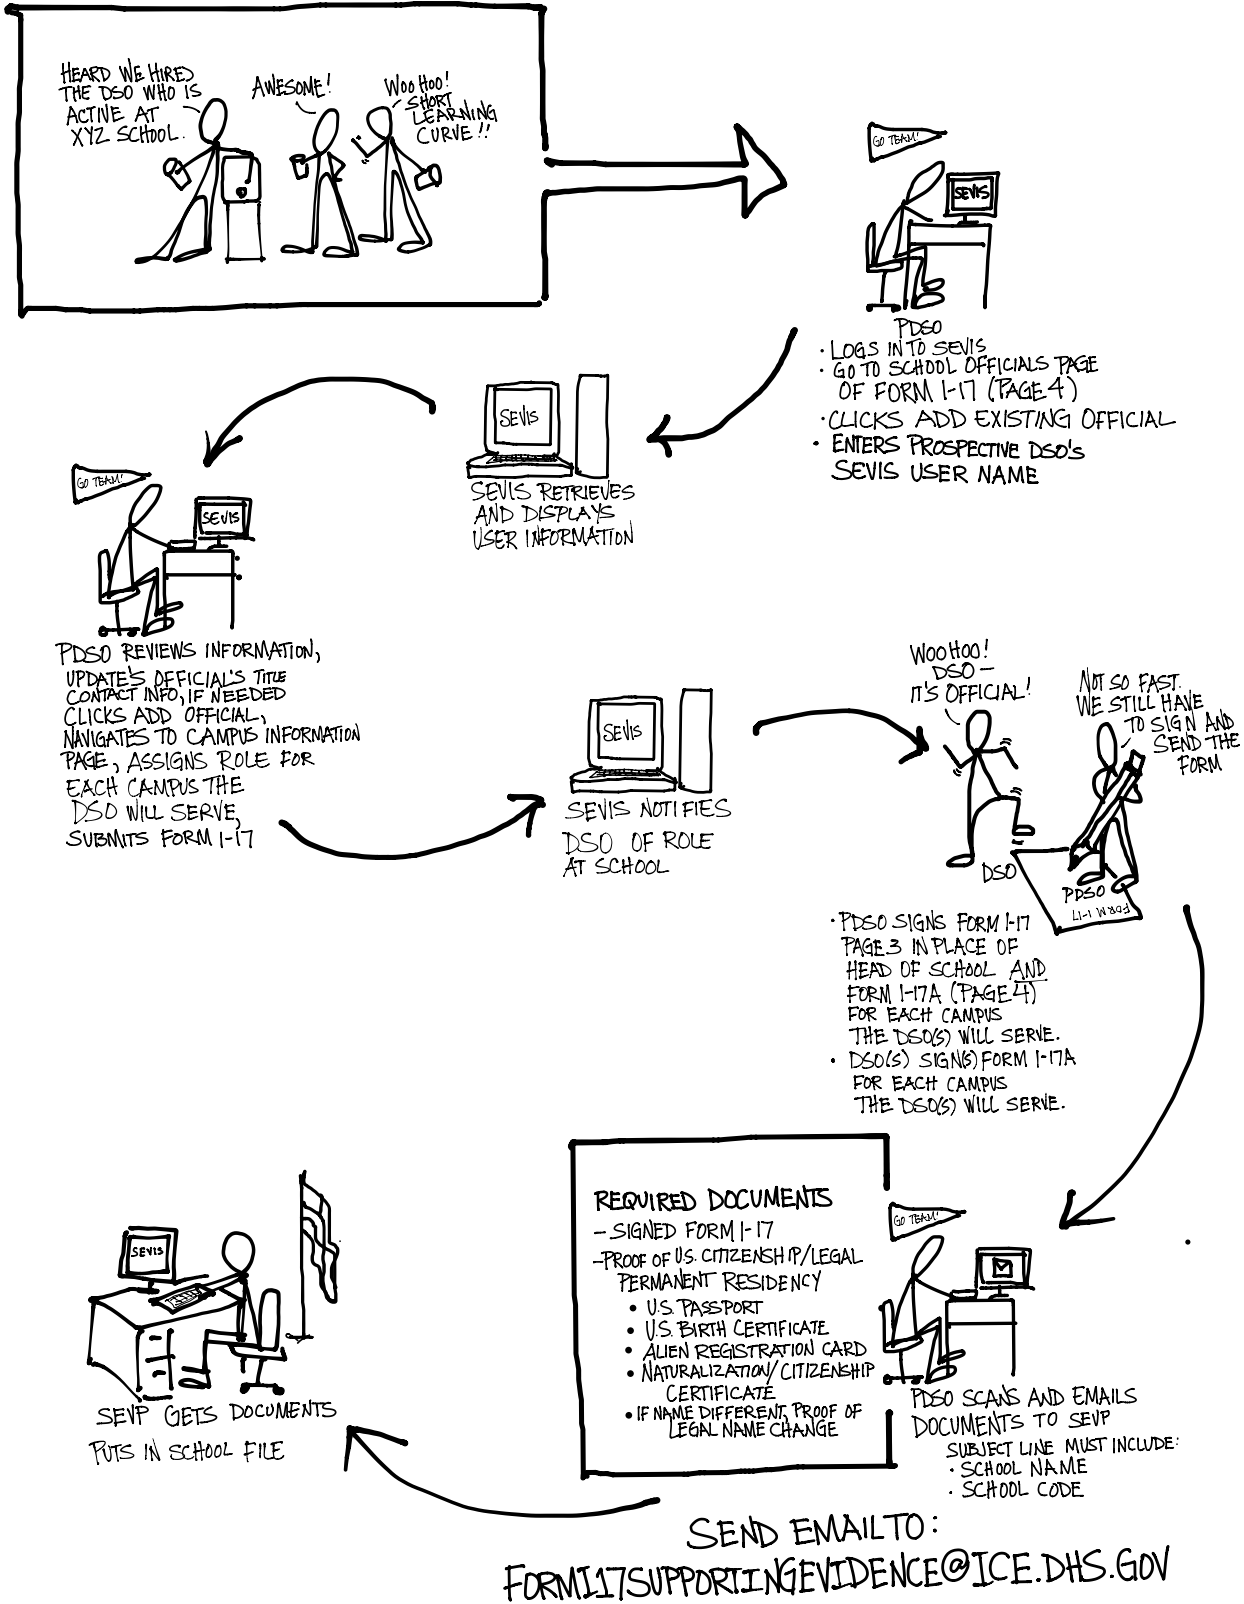 HEARD WE HIRED
THE DSO WHO IS
ACTIVE AT
XYZ SCHOOL.
AWESOME!
WOO HOO!
SHORT
LEARNING
CURVE!!
GO TEAM!
SEVIS
PDSO
· LOGS IN TO SEVIS
· GO TO SCHOOL OFFICIALS PAGE
OF FORM I-17 (PAGE 4)
· CLICKS ADD EXISTING OFFICIAL
· ENTERS PROSPECTIVE DSO'S
SEVIS USER NAME
SEVIS
SEVIS RETRIEVES
AND DISPLAYS
USER INFORMATION
GO TEAM!
SEVIS
PDSO REVIEWS INFORMATION,
UPDATE'S OFFICIAL'S TITLE
CONTACT INFO, IF NEEDED
CLICKS ADD OFFICIAL,
NAVIGATES TO CAMPUS INFORMATION
PAGE, ASSIGNS ROLE FOR
EACH CAMPUS THE
DSO WILL SERVE,
SUBMITS FORM I-17
SEVIS
SEVIS NOTIFIES
DSO OF ROLE
AT SCHOOL
WOO HOO!
DSO —
IT'S OFFICIAL!
NOT SO FAST.
WE STILL HAVE
TO SIGN AND
SEND THE
FORM
DSO
PDSO
FORM I-17
· PDSO SIGNS FORM I-17
PAGE 3 IN PLACE OF
HEAD OF SCHOOL AND
FORM I-17A (PAGE 4)
FOR EACH CAMPUS
THE DSO(S) WILL SERVE.
· DSO(S) SIGN(S) FORM I-17A
FOR EACH CAMPUS
THE DSO(S) WILL SERVE.
REQUIRED DOCUMENTS
– SIGNED FORM I-17
– PROOF OF U.S. CITIZENSHIP/LEGAL
PERMANENT RESIDENCY
• U.S. PASSPORT
• U.S. BIRTH CERTIFICATE
• ALIEN REGISTRATION CARD
• NATURALIZATION/CITIZENSHIP
CERTIFICATE
• IF NAME DIFFERENT, PROOF OF
LEGAL NAME CHANGE
GO TEAM!
PDSO SCANS AND EMAILS
DOCUMENTS TO SEVP
SUBJECT LINE MUST INCLUDE:
· SCHOOL NAME
· SCHOOL CODE
SEND EMAIL TO:
FORMI17SUPPORTIINGEVIDENCE@ICE.DHS.GOV
SEVIS
SEVP GETS DOCUMENTS
PUTS IN SCHOOL FILE